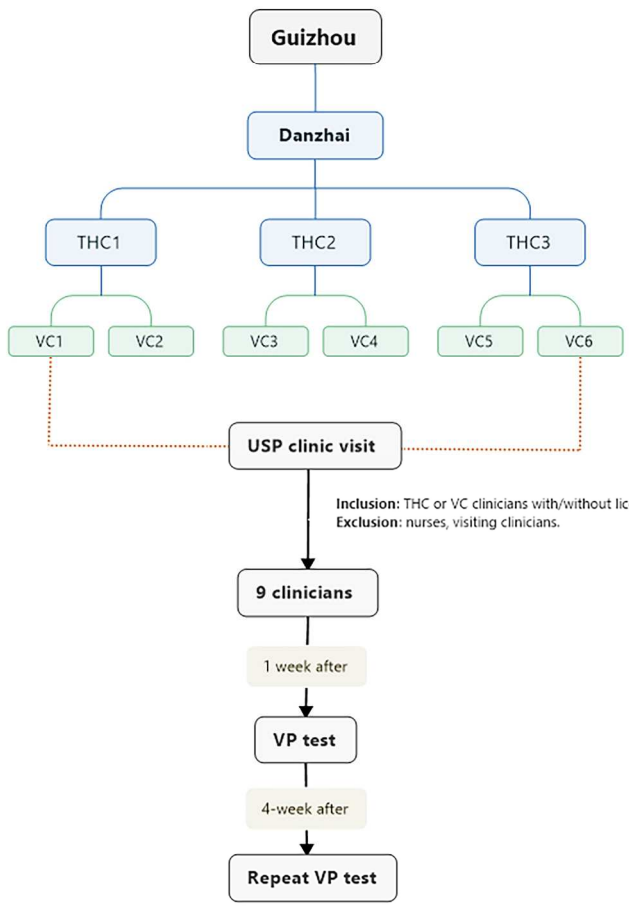 Guizhou
Danzhai
THC1 THC2 THC3
VC1 VC2 VC3 VC4 VC5 VC6
USP clinic visit
Inclusion: THC or VC clinicians with/without lic
Exclusion: nurses, visiting clinicians.
9 clinicians
1 week after
VP test
4-week after
Repeat VP test